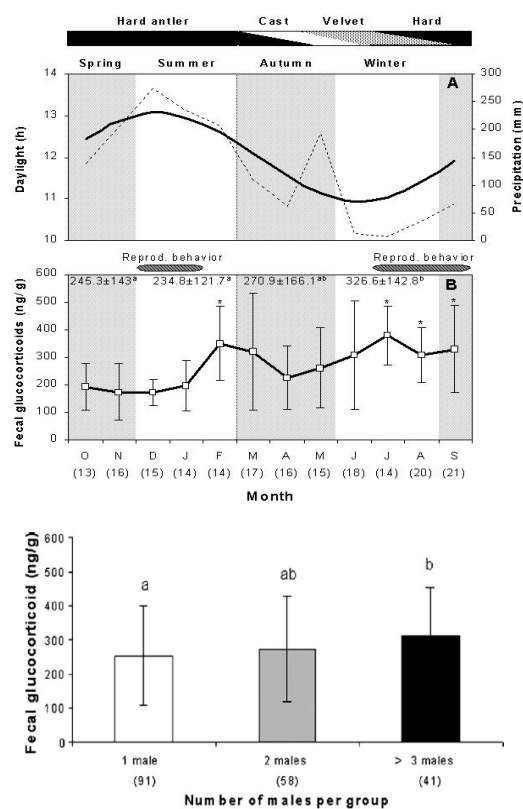 Hard antler Cast Velvet Hard
Spring Summer Autumn Winter
A
14
13
12
11
10
Daylight (h)
300
250
200
150
100
50
0
Precipitation (mm)
Reprod. behavior Reprod. behavior
245.3±143a 234.8±121.7a 270.9±166.1ab 326.6±142.8b
B
600
500
400
300
200
100
0
Fecal glucocorticoids (ng/ g)
* * * *
O N D J F M A M J J A S
(13) (16) (15) (14) (14) (17) (16) (15) (18) (14) (20) (21)
Month
Fecal glucocorticoid (ng/g)
600
500
400
300
200
100
0
a ab b
1 male 2 males > 3 males
(91) (58) (41)
Number of males per group